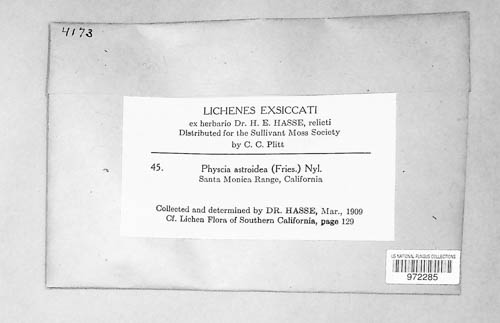 4173
LICHENES EXSICCATI
ex herbario Dr. H. E. HASSE, relicti
Distributed for the Sullivant Moss Society
by C. C. Plitt
45. Physcia astroidea (Fries.) Nyl.
Santa Monica Range, California
Collected and determined by DR. HASSE, Mar., 1909
Cf. Lichen Flora of Southern California, page 129
US NATIONAL FUNGUS COLLECTIONS
972285